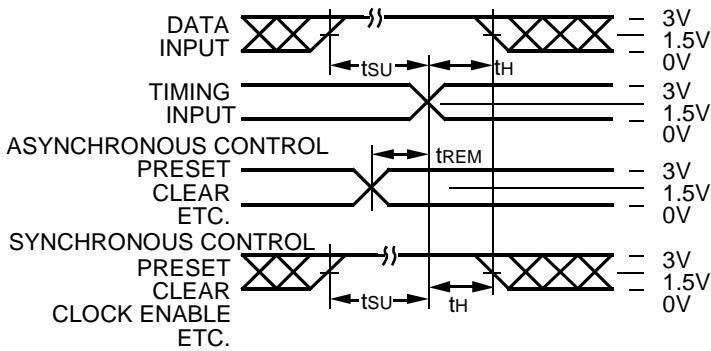 DATA
INPUT
3V
1.5V
0V
tSU
tH
TIMING
INPUT
3V
1.5V
0V
ASYNCHRONOUS CONTROL
tREM
PRESET
CLEAR
ETC.
3V
1.5V
0V
SYNCHRONOUS CONTROL
PRESET
CLEAR
CLOCK ENABLE
ETC.
3V
1.5V
0V
tSU
tH